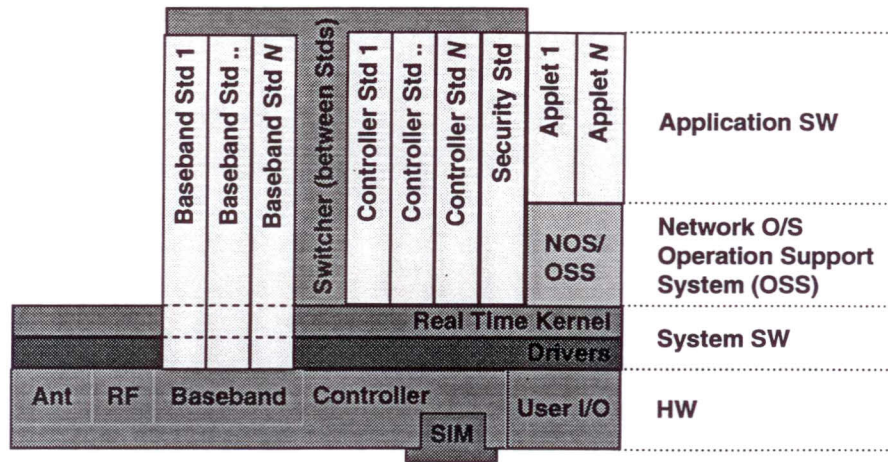 Baseband Std 1
Baseband Std ..
Baseband Std N
Switcher (between Stds)
Controller Std 1
Controller Std ..
Controller Std N
Security Std
Applet 1
Applet N
Application SW
NOS/
OSS
Network O/S
Operation Support
System (OSS)
Real Time Kernel
Drivers
System SW
Ant
RF
Baseband
Controller
User I/O
SIM
HW